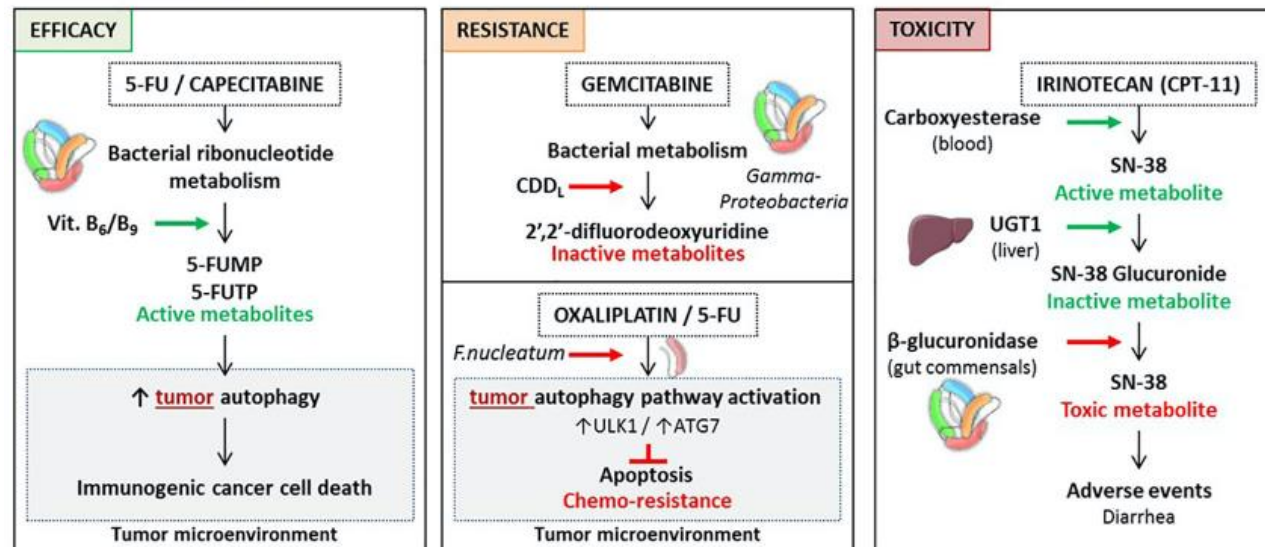 EFFICACY
5-FU / CAPECITABINE
Bacterial ribonucleotide
metabolism
Vit. B₆/B₉
5-FUMP
5-FUTP
Active metabolites
↑ tumor autophagy
Immunogenic cancer cell death
Tumor microenvironment
RESISTANCE
GEMCITABINE
Bacterial metabolism
Gamma-
Proteobacteria
CDD_L
2′,2′-difluorodeoxyuridine
Inactive metabolites
OXALIPLATIN / 5-FU
F.nucleatum
tumor autophagy pathway activation
↑ULK1 / ↑ATG7
Apoptosis
Chemo-resistance
Tumor microenvironment
TOXICITY
IRINOTECAN (CPT-11)
Carboxyesterase
(blood)
SN-38
Active metabolite
UGT1
(liver)
SN-38 Glucuronide
Inactive metabolite
β-glucuronidase
(gut commensals)
SN-38
Toxic metabolite
Adverse events
Diarrhea